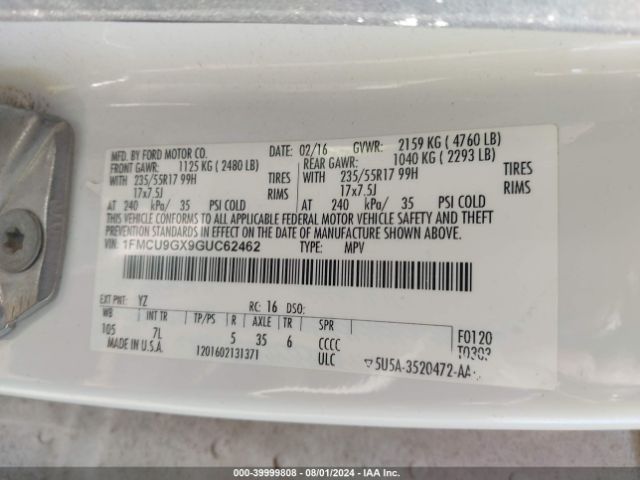 MFD. BY FORD MOTOR CO. DATE: 02/16 GVWR: 2159 KG ( 4760 LB)
FRONT GAWR: 1125 KG ( 2480 LB) REAR GAWR: 1040 KG ( 2293 LB)
WITH 235/55R17 99H TIRES WITH 235/55R17 99H TIRES
17x7.5J RIMS 17x7.5J RIMS
AT 240 kPa/ 35 PSI COLD AT 240 kPa/ 35 PSI COLD
THIS VEHICLE CONFORMS TO ALL APPLICABLE FEDERAL MOTOR VEHICLE SAFETY AND THEFT
PREVENTION STANDARDS IN EFFECT ON THE DATE OF MANUFACTURE SHOWN ABOVE.
VIN: 1FMCU9GX9GUC62462 TYPE: MPV
EXT PNT: YZ RC: 16 DSO:
WB INT TR TP/PS R AXLE TR SPR
105 7L 5 35 6 CCCC
MADE IN U.S.A. 1201602131371 ULC
F0120
T0303
5U5A-3520472-AA
000-39999808 - 08/01/2024 - IAA Inc.